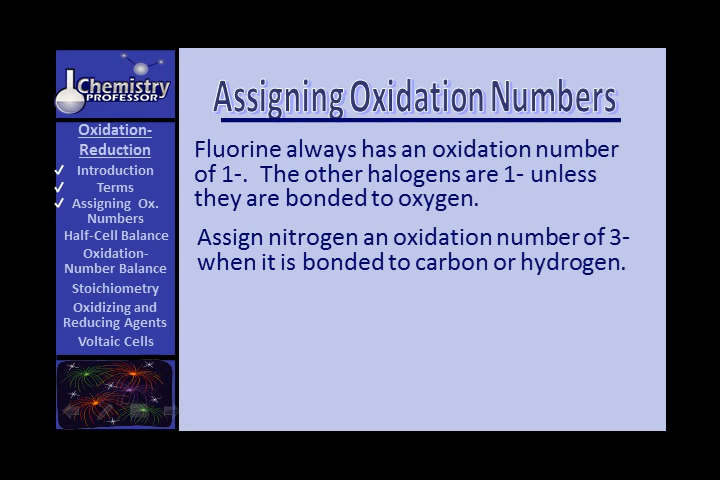 Chemistry
PROFESSOR
Oxidation-
Reduction
✓ Introduction
✓ Terms
✓ Assigning Ox.
Numbers
Half-Cell Balance
Oxidation-
Number Balance
Stoichiometry
Oxidizing and
Reducing Agents
Voltaic Cells
Assigning Oxidation Numbers
Fluorine always has an oxidation number
of 1-. The other halogens are 1- unless
they are bonded to oxygen.
Assign nitrogen an oxidation number of 3-
when it is bonded to carbon or hydrogen.